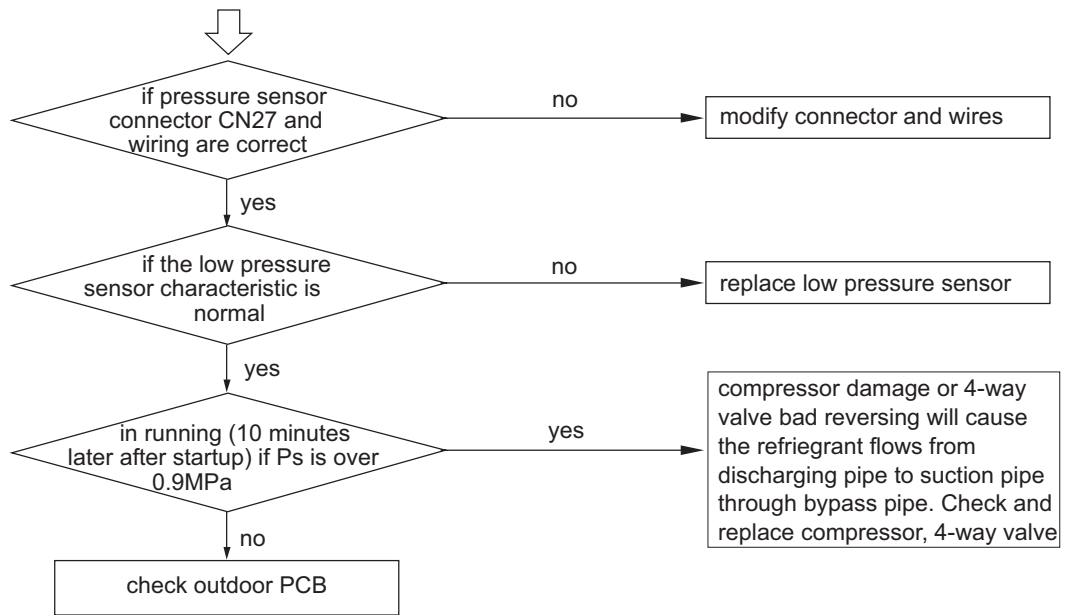 if pressure sensor
connector CN27 and
wiring are correct
no
modify connector and wires
yes
if the low pressure
sensor characteristic is
normal
no
replace low pressure sensor
yes
in running (10 minutes
later after startup) if Ps is over
0.9MPa
yes
compressor damage or 4-way
valve bad reversing will cause
the refriegrant flows from
discharging pipe to suction pipe
through bypass pipe. Check and
replace compressor, 4-way valve
no
check outdoor PCB